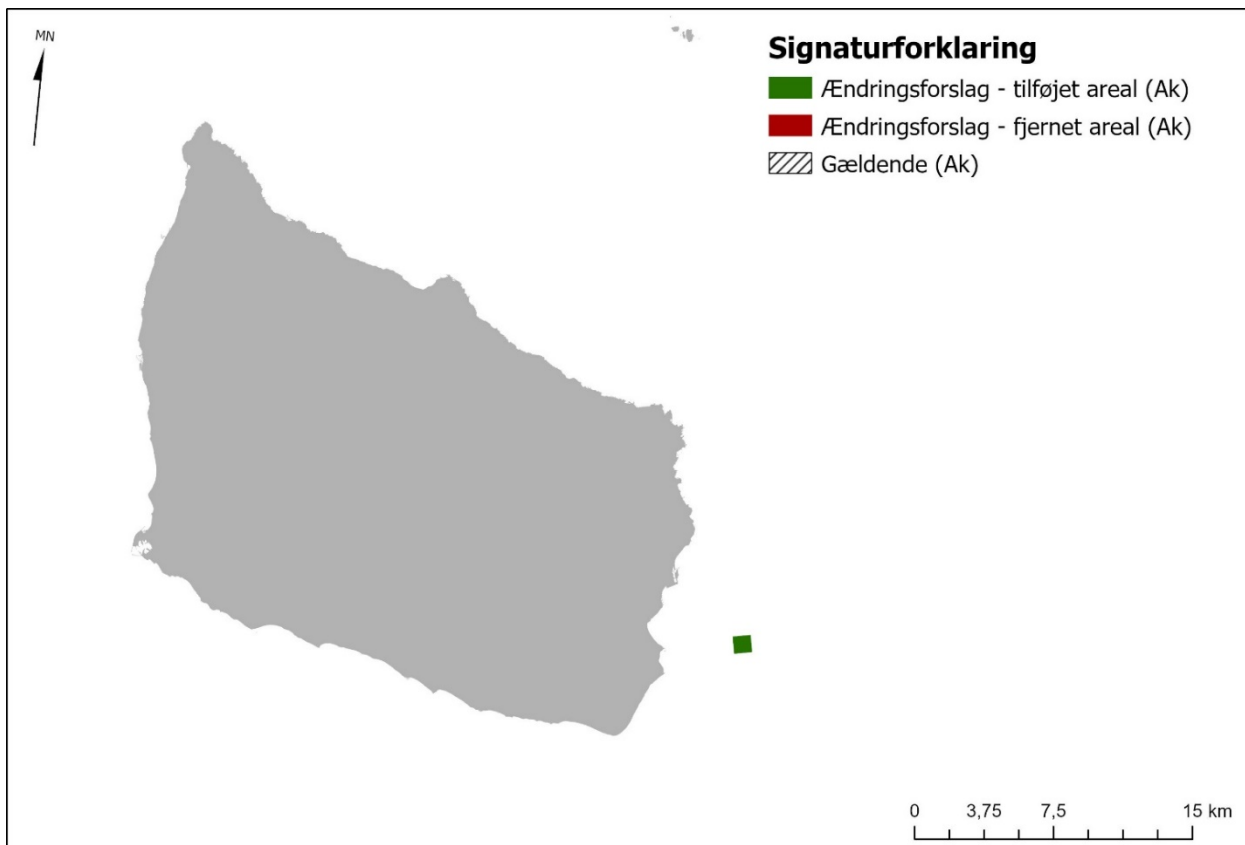 MN
Signaturforklaring
Ændringsforslag - tilføjet areal (Ak)
Ændringsforslag - fjernet areal (Ak)
Gældende (Ak)
0 3,75 7,5 15 km